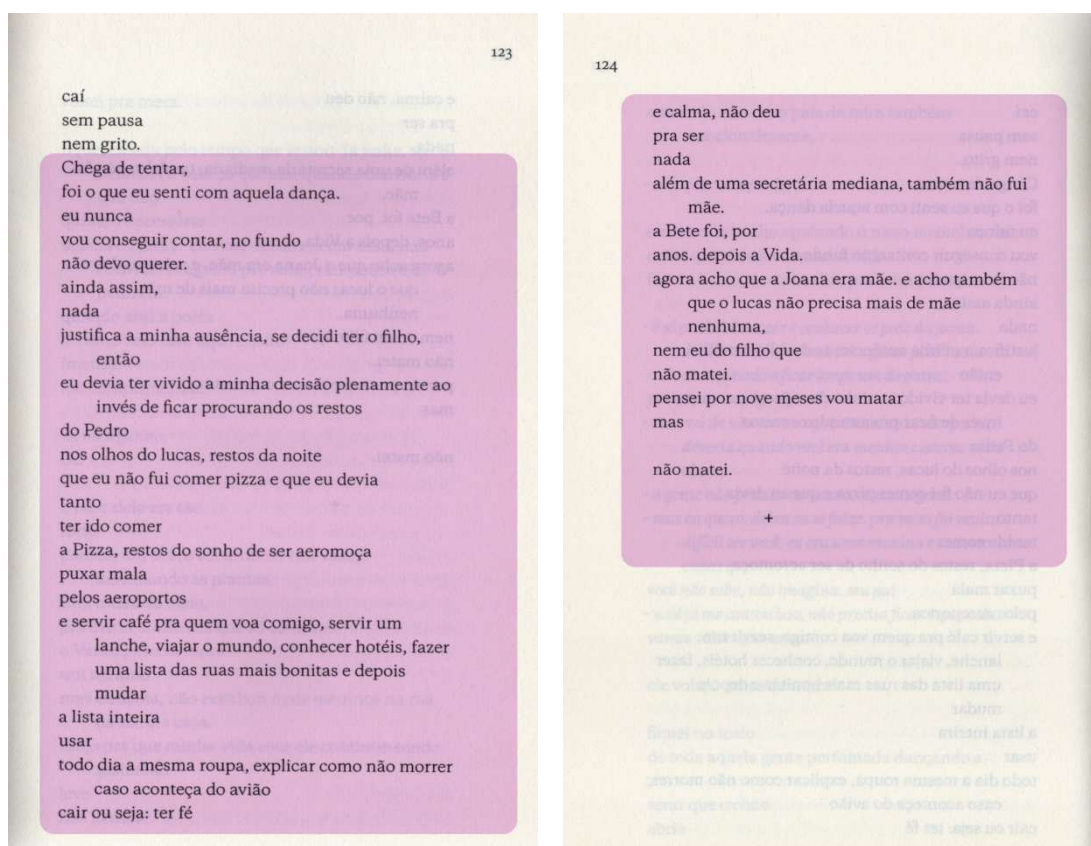 123
caí
sem pausa
nem grito.
Chega de tentar,
foi o que eu senti com aquela dança.
eu nunca
vou conseguir contar, no fundo
não devo querer.
ainda assim,
nada
justifica a minha ausência, se decidi ter o filho,
então
eu devia ter vivido a minha decisão plenamente ao
invés de ficar procurando os restos
do Pedro
nos olhos do lucas, restos da noite
que eu não fui comer pizza e que eu devia
tanto
ter ido comer
a Pizza, restos do sonho de ser aeromoça
puxar mala
pelos aeroportos
e servir café pra quem voa comigo, servir um
lanche, viajar o mundo, conhecer hotéis, fazer
uma lista das ruas mais bonitas e depois
mudar
a lista inteira
usar
todo dia a mesma roupa, explicar como não morrer
caso aconteça do avião
cair ou seja: ter fé
124
e calma, não deu
pra ser
nada
além de uma secretária mediana, também não fui
mãe.
a Bete foi, por
anos. depois a Vida.
agora acho que a Joana era mãe. e acho também
que o lucas não precisa mais de mãe
nenhuma,
nem eu do filho que
não matei.
pensei por nove meses vou matar
mas
não matei.
+